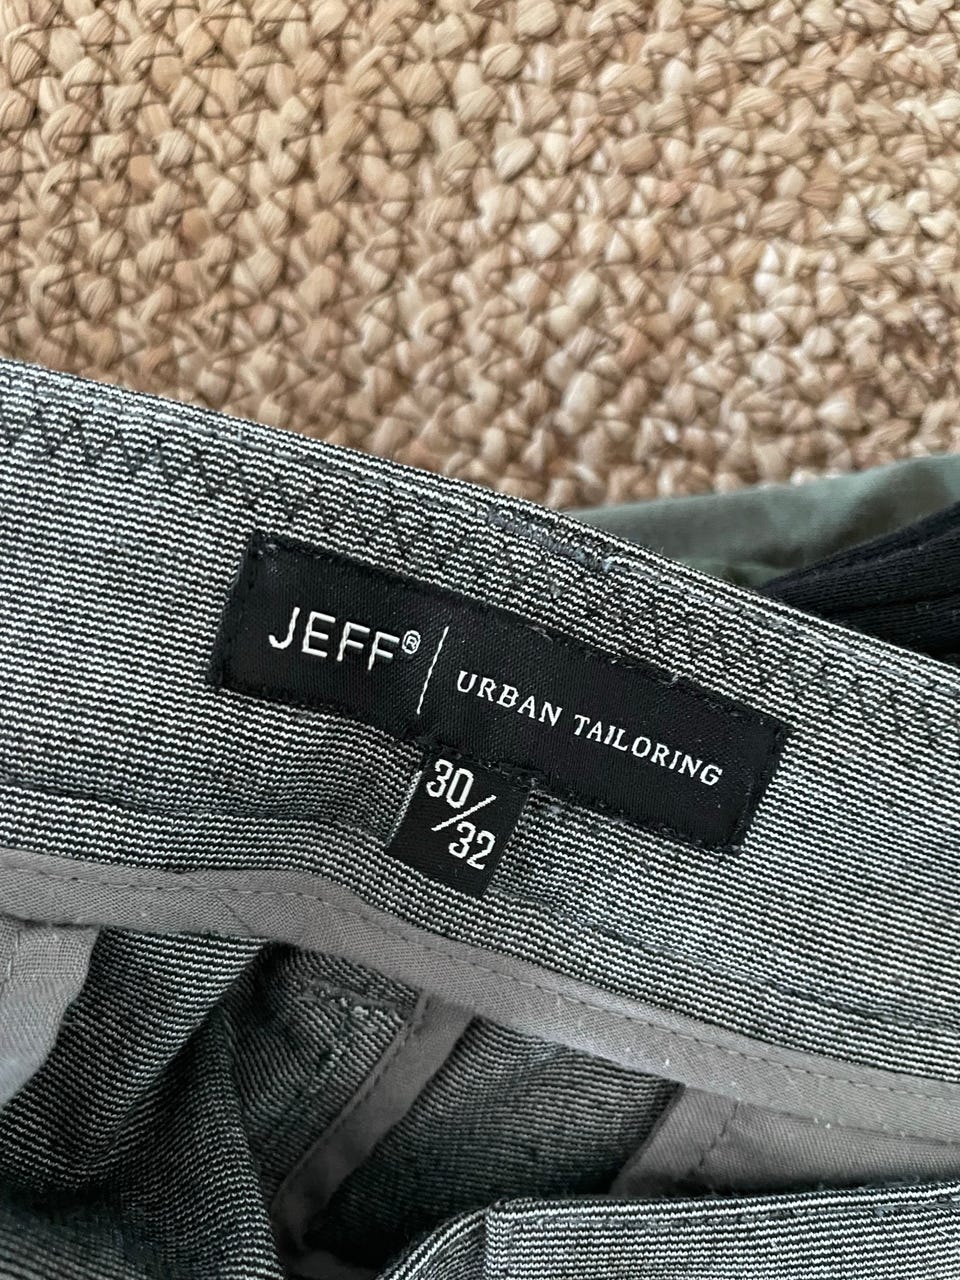 JEFF® | URBAN TAILORING
30/32